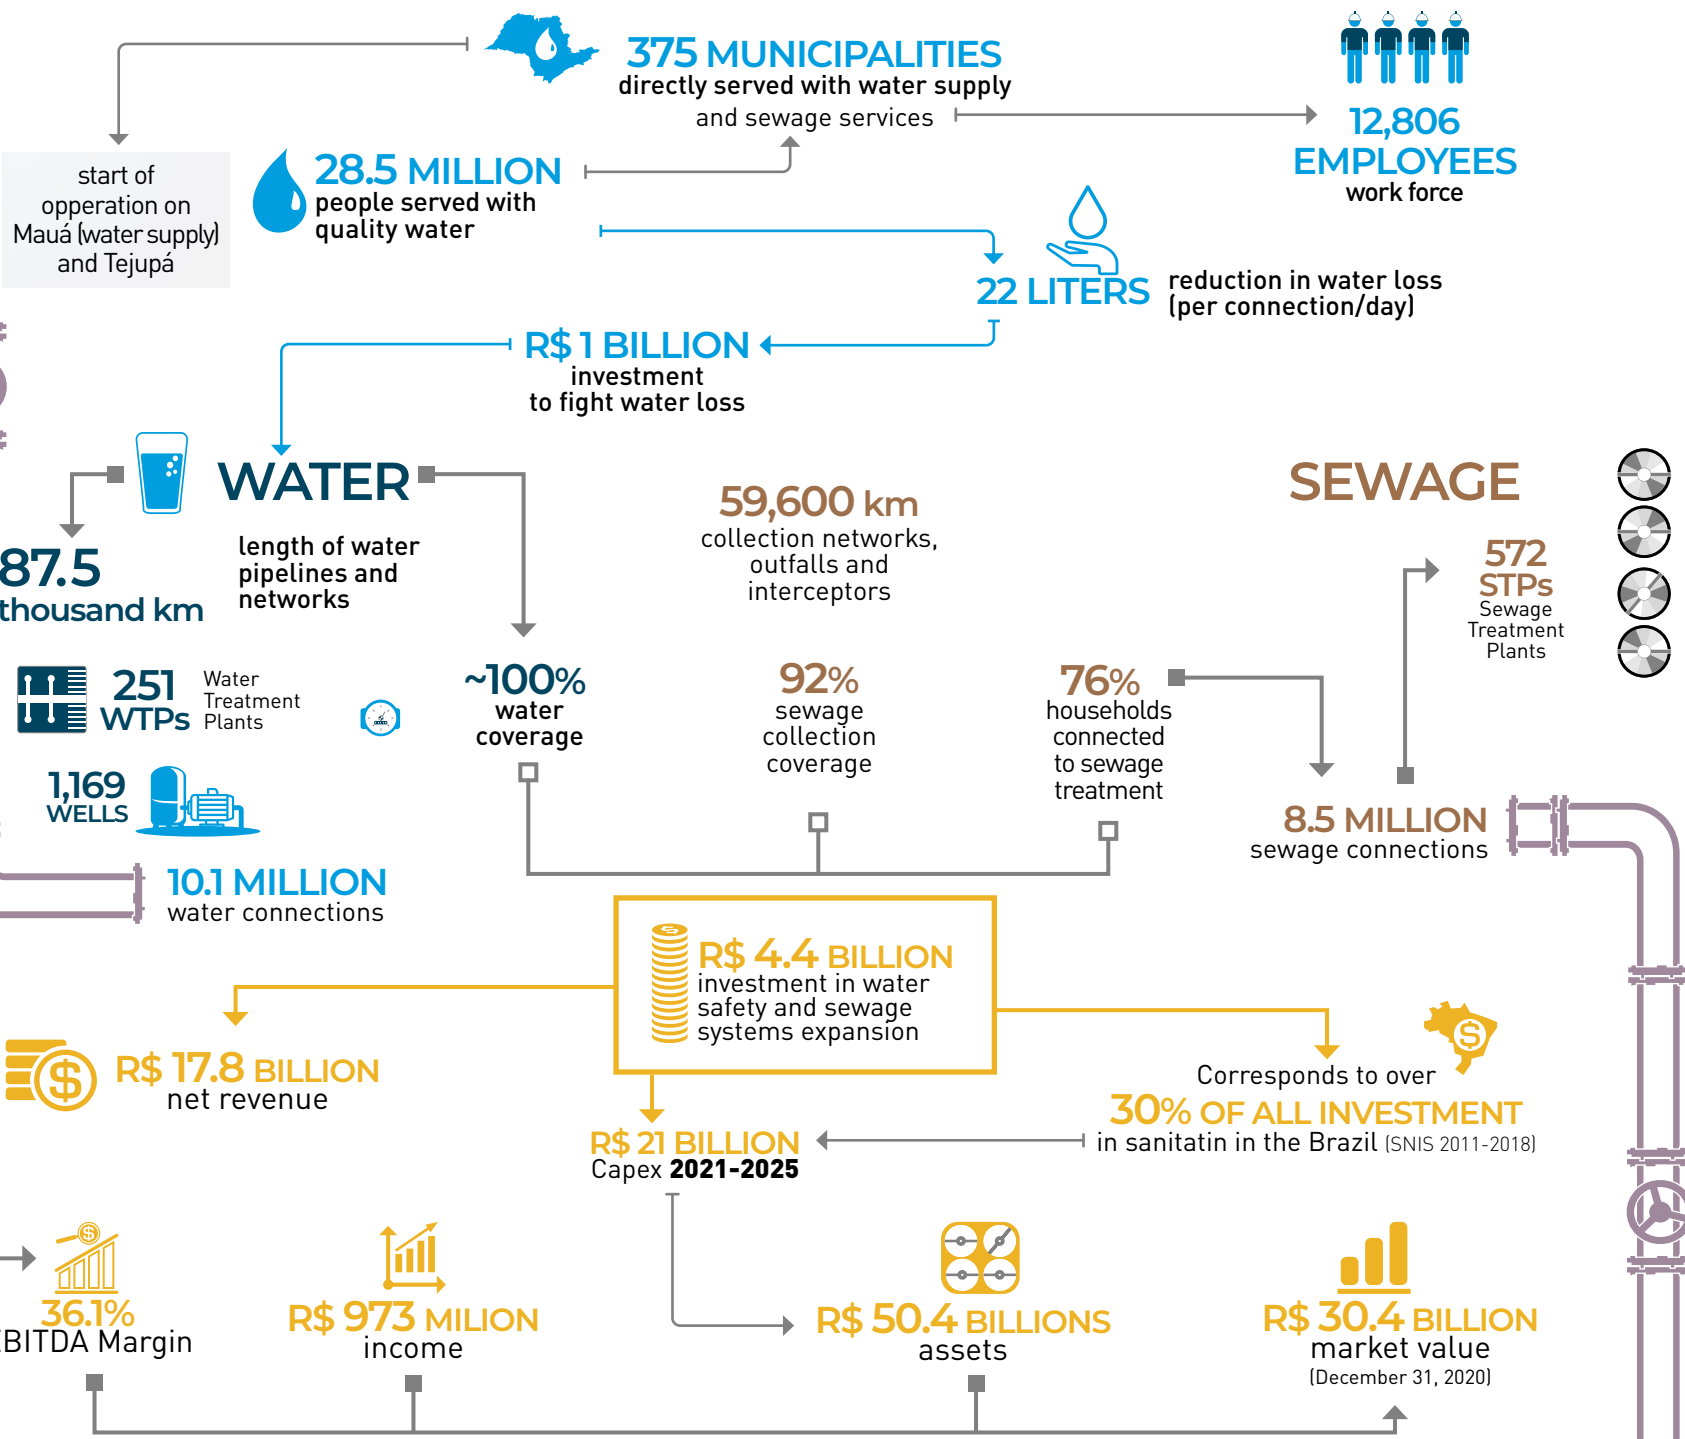 375 MUNICIPALITIES
directly served with water supply
and sewage services
12,806
EMPLOYEES
work force
start of
opperation on
Mauá (water supply)
and Tejupá
28.5 MILLION
people served with
quality water
22 LITERS
reduction in water loss
(per connection/day)
R$ 1 BILLION
investment
to fight water loss
WATER
87.5
thousand km
length of water
pipelines and
networks
251
WTPs
Water
Treatment
Plants
1,169
WELLS
10.1 MILLION
water connections
~100%
water
coverage
59,600 km
collection networks,
outfalls and
interceptors
92%
sewage
collection
coverage
76%
households
connected
to sewage
treatment
SEWAGE
572
STPs
Sewage
Treatment
Plants
8.5 MILLION
sewage connections
R$ 4.4 BILLION
investment in water
safety and sewage
systems expansion
R$ 17.8 BILLION
net revenue
Corresponds to over
30% OF ALL INVESTMENT
in sanitatin in the Brazil (SNIS 2011-2018)
R$ 21 BILLION
Capex 2021-2025
36.1%
EBITDA Margin
R$ 973 MILION
income
R$ 50.4 BILLIONS
assets
R$ 30.4 BILLION
market value
(December 31, 2020)